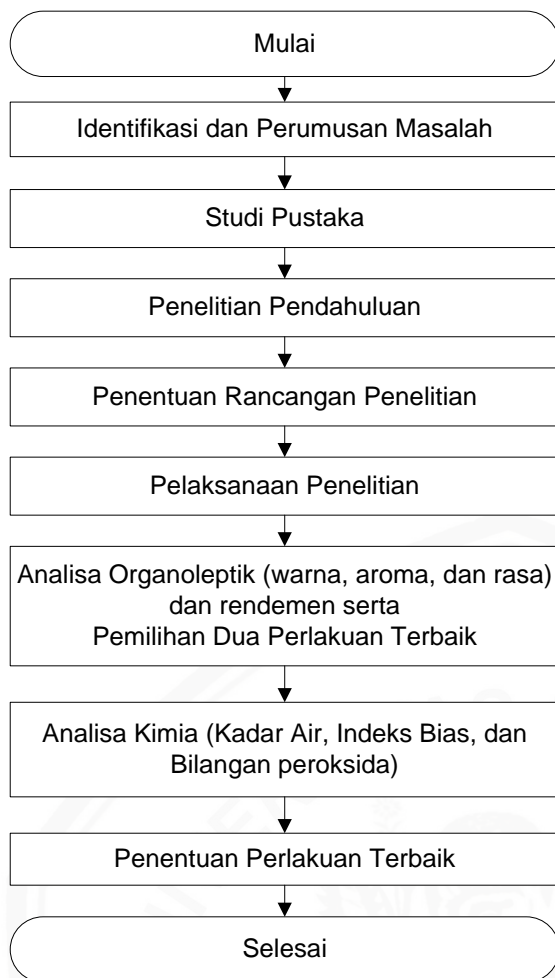 Mulai
Identifikasi dan Perumusan Masalah
Studi Pustaka
Penelitian Pendahuluan
Penentuan Rancangan Penelitian
Pelaksanaan Penelitian
Analisa Organoleptik (warna, aroma, dan rasa)
dan rendemen serta
Pemilihan Dua Perlakuan Terbaik
Analisa Kimia (Kadar Air, Indeks Bias, dan
Bilangan peroksida)
Penentuan Perlakuan Terbaik
Selesai